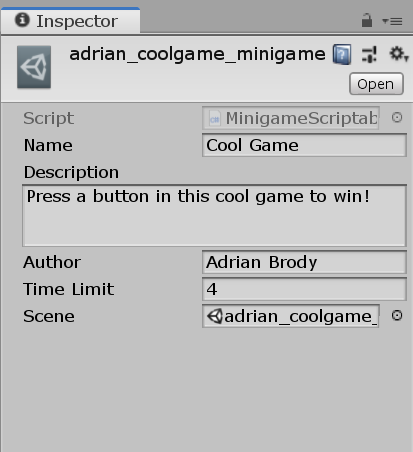 Inspector
adrian_coolgame_minigame
Open
Script MinigameScriptab
Name Cool Game
Description
Press a button in this cool game to win!
Author Adrian Brody
Time Limit 4
Scene adrian_coolgame_